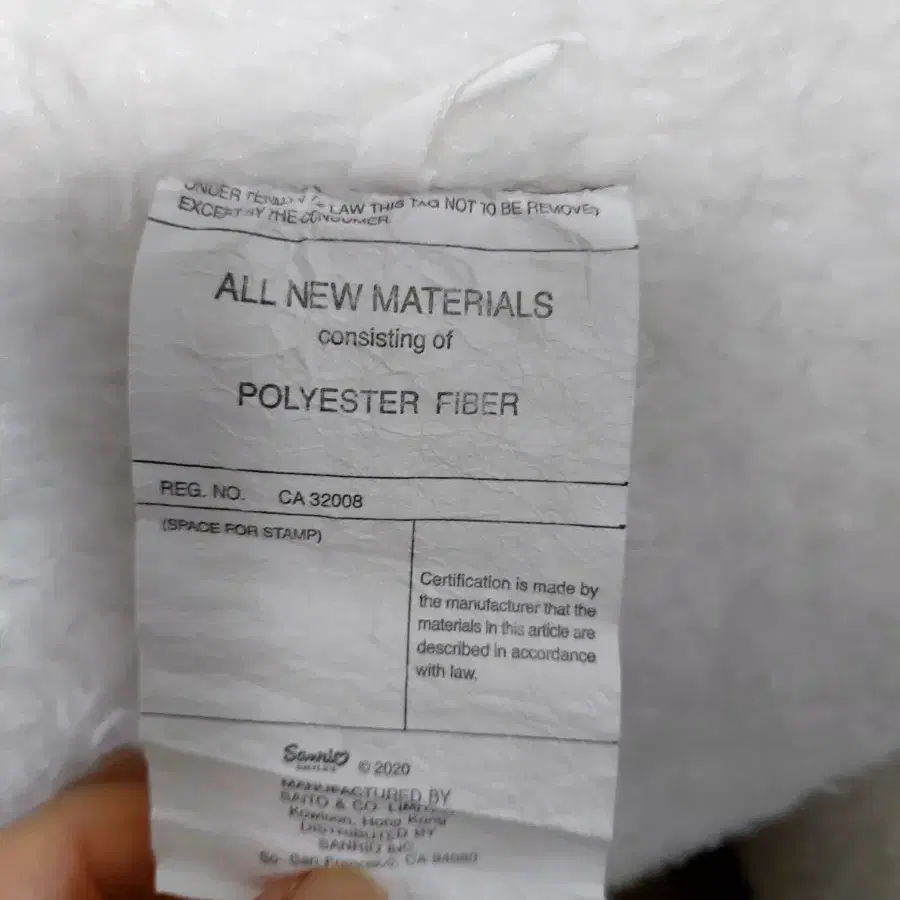 UNDER PENALTY OF LAW THIS TAG NOT TO BE REMOVED
EXCEPT BY THE CONSUMER
ALL NEW MATERIALS
consisting of
POLYESTER FIBER
REG. NO. CA 32008
(SPACE FOR STAMP)
Certification is made by
the manufacturer that the
materials in this article are
described in accordance
with law.
Sanrio
© 2020
MANUFACTURED BY
SAITO & CO. LIMITED
Kowloon, Hong Kong
DISTRIBUTED BY
SANRIO INC
So. San Francisco, CA 94080